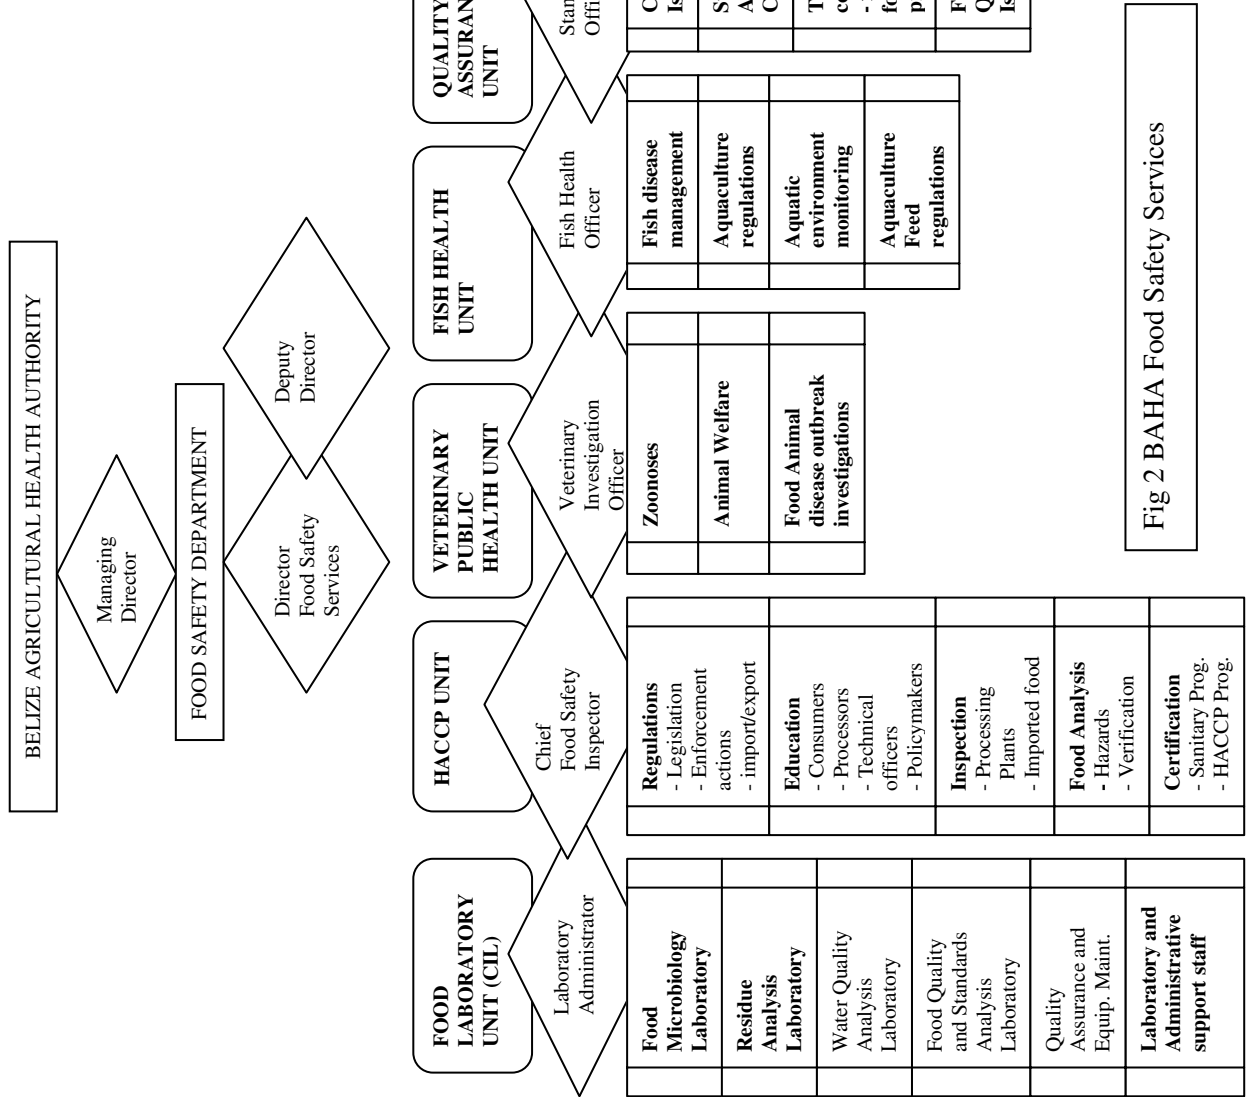 BELIZE AGRICULTURAL HEALTH AUTHORITY
Managing
Director
FOOD SAFETY DEPARTMENT
Director
Food Safety
Services
Deputy
Director
FOOD
LABORATORY
UNIT (CIL)
Laboratory
Administrator
Food
Microbiology
Laboratory
Residue
Analysis
Laboratory
Water Quality
Analysis
Laboratory
Food Quality
and Standards
Analysis
Laboratory
Quality
Assurance and
Equip. Maint.
Laboratory and
Administrative
support staff
HACCP UNIT
Chief
Food Safety
Inspector
Regulations
- Legislation
- Enforcement
actions
- import/export
Education
- Consumers
- Processors
- Technical
officers
- Policymakers
Inspection
- Processing
Plants
- Imported food
Food Analysis
- Hazards
- Verification
Certification
- Sanitary Prog.
- HACCP Prog.
VETERINARY
PUBLIC
HEALTH UNIT
Veterinary
Investigation
Officer
Zoonoses
Animal Welfare
Food Animal
disease outbreak
investigations
FISH HEALTH
UNIT
Fish Health
Officer
Fish disease
management
Aquaculture
regulations
Aquatic
environment
monitoring
Aquaculture
Feed
regulations
QUALITY
UNIT
Fig 2 BAHA Food Safety Services